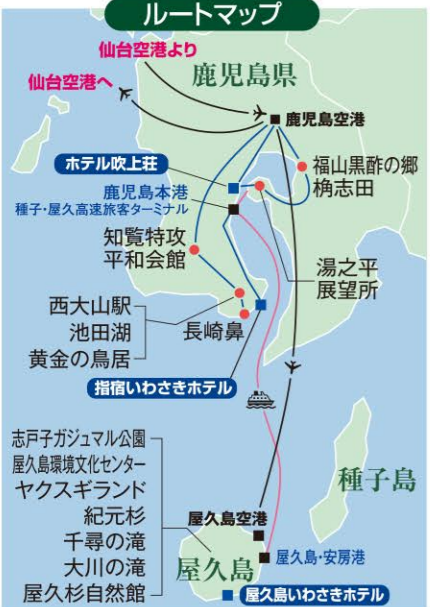 ルートマップ
仙台空港より
仙台空港へ
鹿児島県
鹿児島空港
ホテル吹上荘
福山黒酢の郷
桷志田
鹿児島本港
種子・屋久高速旅客ターミナル
知覧特攻
平和会館
湯之平
展望所
西大山駅
池田湖
黄金の鳥居
長崎鼻
指宿いわさきホテル
志戸子ガジュマル公園
屋久島環境文化センター
ヤクスギランド
紀元杉
千尋の滝
大川の滝
屋久杉自然館
種子島
屋久島空港
屋久島・安房港
屋久島
屋久島いわさきホテル